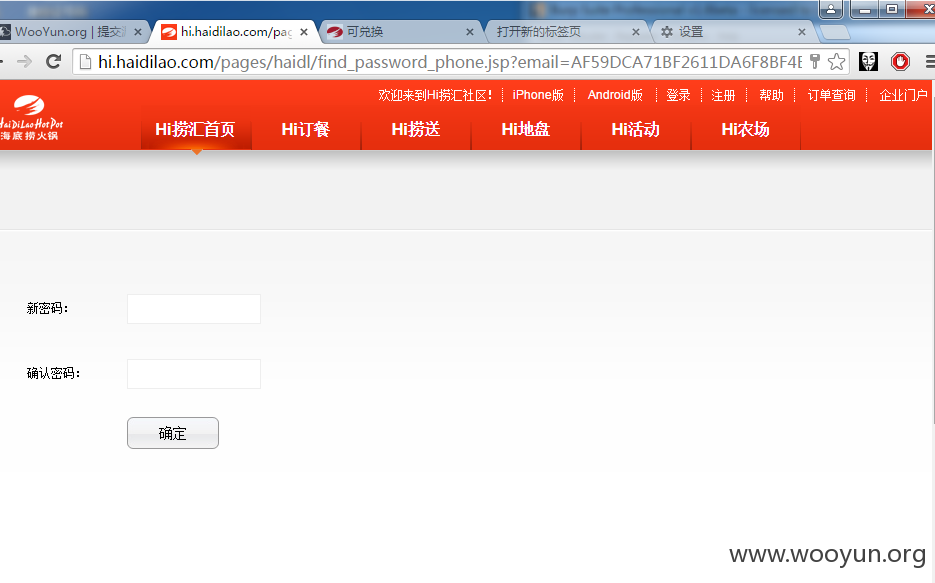 WooYun.org | 提交
hi.haidilao.com/pag
可兑换
打开新的标签页
设置
hi.haidilao.com/pages/haidl/find_password_phone.jsp?email=AF59DCA71BF2611DA6F8BF4E
欢迎来到Hi捞汇社区!
iPhone版
Android版
登录
注册
帮助
订单查询
企业门户
HaiDiLao Hot Pot
海底捞火锅
Hi捞汇首页
Hi订餐
Hi捞送
Hi地盘
Hi活动
Hi农场
新密码:
确认密码:
确定
www.wooyun.org